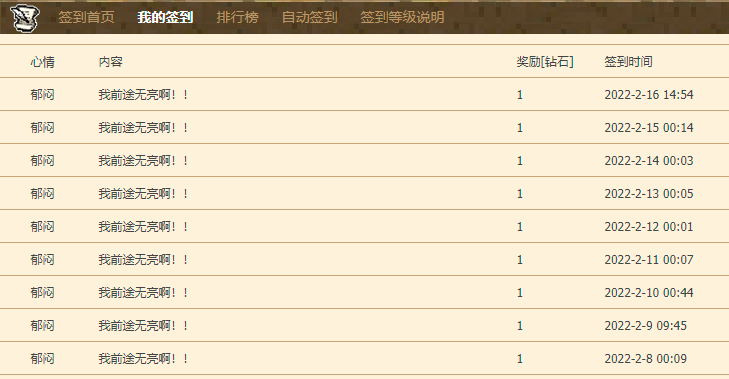 签到首页 我的签到 排行榜 自动签到 签到等级说明
心情 内容 奖励[钻石] 签到时间
郁闷 我前途无亮啊！！ 1 2022-2-16 14:54
郁闷 我前途无亮啊！！ 1 2022-2-15 00:14
郁闷 我前途无亮啊！！ 1 2022-2-14 00:03
郁闷 我前途无亮啊！！ 1 2022-2-13 00:05
郁闷 我前途无亮啊！！ 1 2022-2-12 00:01
郁闷 我前途无亮啊！！ 1 2022-2-11 00:07
郁闷 我前途无亮啊！！ 1 2022-2-10 00:44
郁闷 我前途无亮啊！！ 1 2022-2-9 09:45
郁闷 我前途无亮啊！！ 1 2022-2-8 00:09